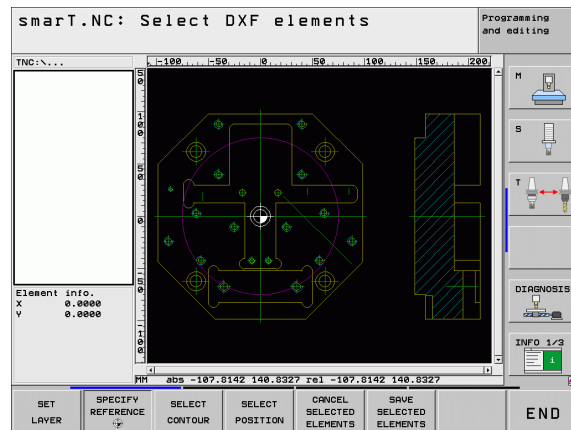 smarT.NC: Select DXF elements
Programming
and editing
TNC:\...
-100 -50 0 50 100 150 200
M
S
T
Element info.
X 0.0000
Y 0.0000
DIAGNOSIS
INFO 1/3
i
MM abs -107.8142 140.8327 rel -107.8142 140.8327
SET
LAYER
SPECIFY
REFERENCE
SELECT
CONTOUR
SELECT
POSITION
CANCEL
SELECTED
ELEMENTS
SAVE
SELECTED
ELEMENTS
END